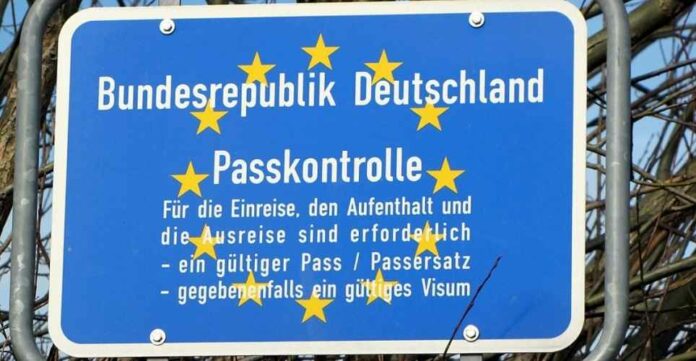 Bundesrepublik Deutschland
Passkontrolle
Für die Einreise, den Aufenthalt und
die Ausreise sind erforderlich
- ein gültiger Pass / Passersatz
- gegebenenfalls ein gültiges Visum